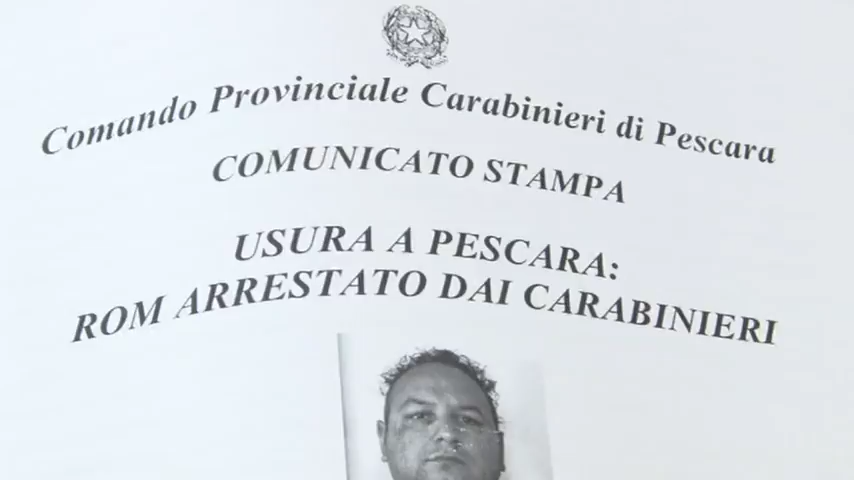 Comando Provinciale Carabinieri di Pescara
COMUNICATO STAMPA
USURA A PESCARA:
ROM ARRESTATO DAI CARABINIERI